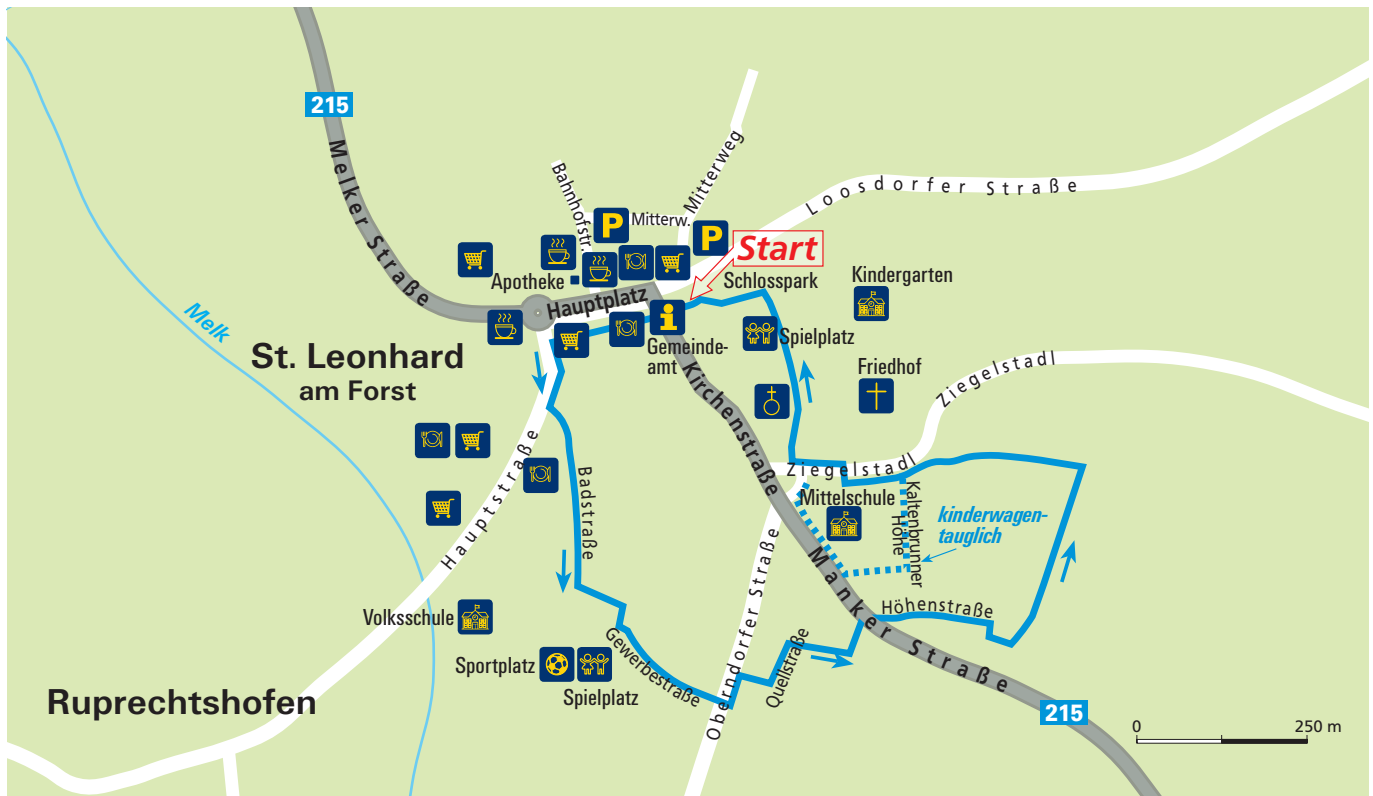 215
Melker Straße
Bahnhofstr.
Mitterweg
Mitterw.
Loosdorfer Straße
P
P
Start
Schlosspark
Kindergarten
Apotheke
Hauptplatz
Melk
i
Gemeinde-
amt
Spielplatz
St. Leonhard
am Forst
Friedhof
Ziegelstadl
Kirchenstraße
Hauptstraße
Badstraße
Ziegelstadl
Mittelschule
Kaltenbrunner
Höhe
kinderwagen-
tauglich
Oberndorfer Straße
Manker Straße
Höhenstraße
Volksschule
Sportplatz
Spielplatz
Gewerbestraße
Quellstraße
Ruprechtshofen
215
0 250 m